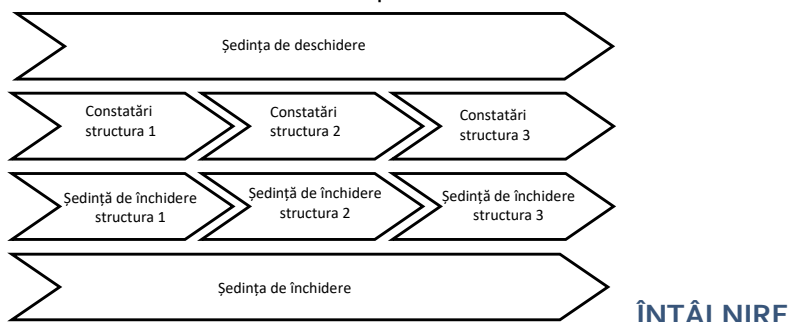 Ședința de deschidere
Constatări
structura 1
Constatări
structura 2
Constatări
structura 3
Ședință de închidere
structura 1
Ședință de închidere
structura 2
Ședință de închidere
structura 3
Ședința de închidere
ÎNTÂLNIRE